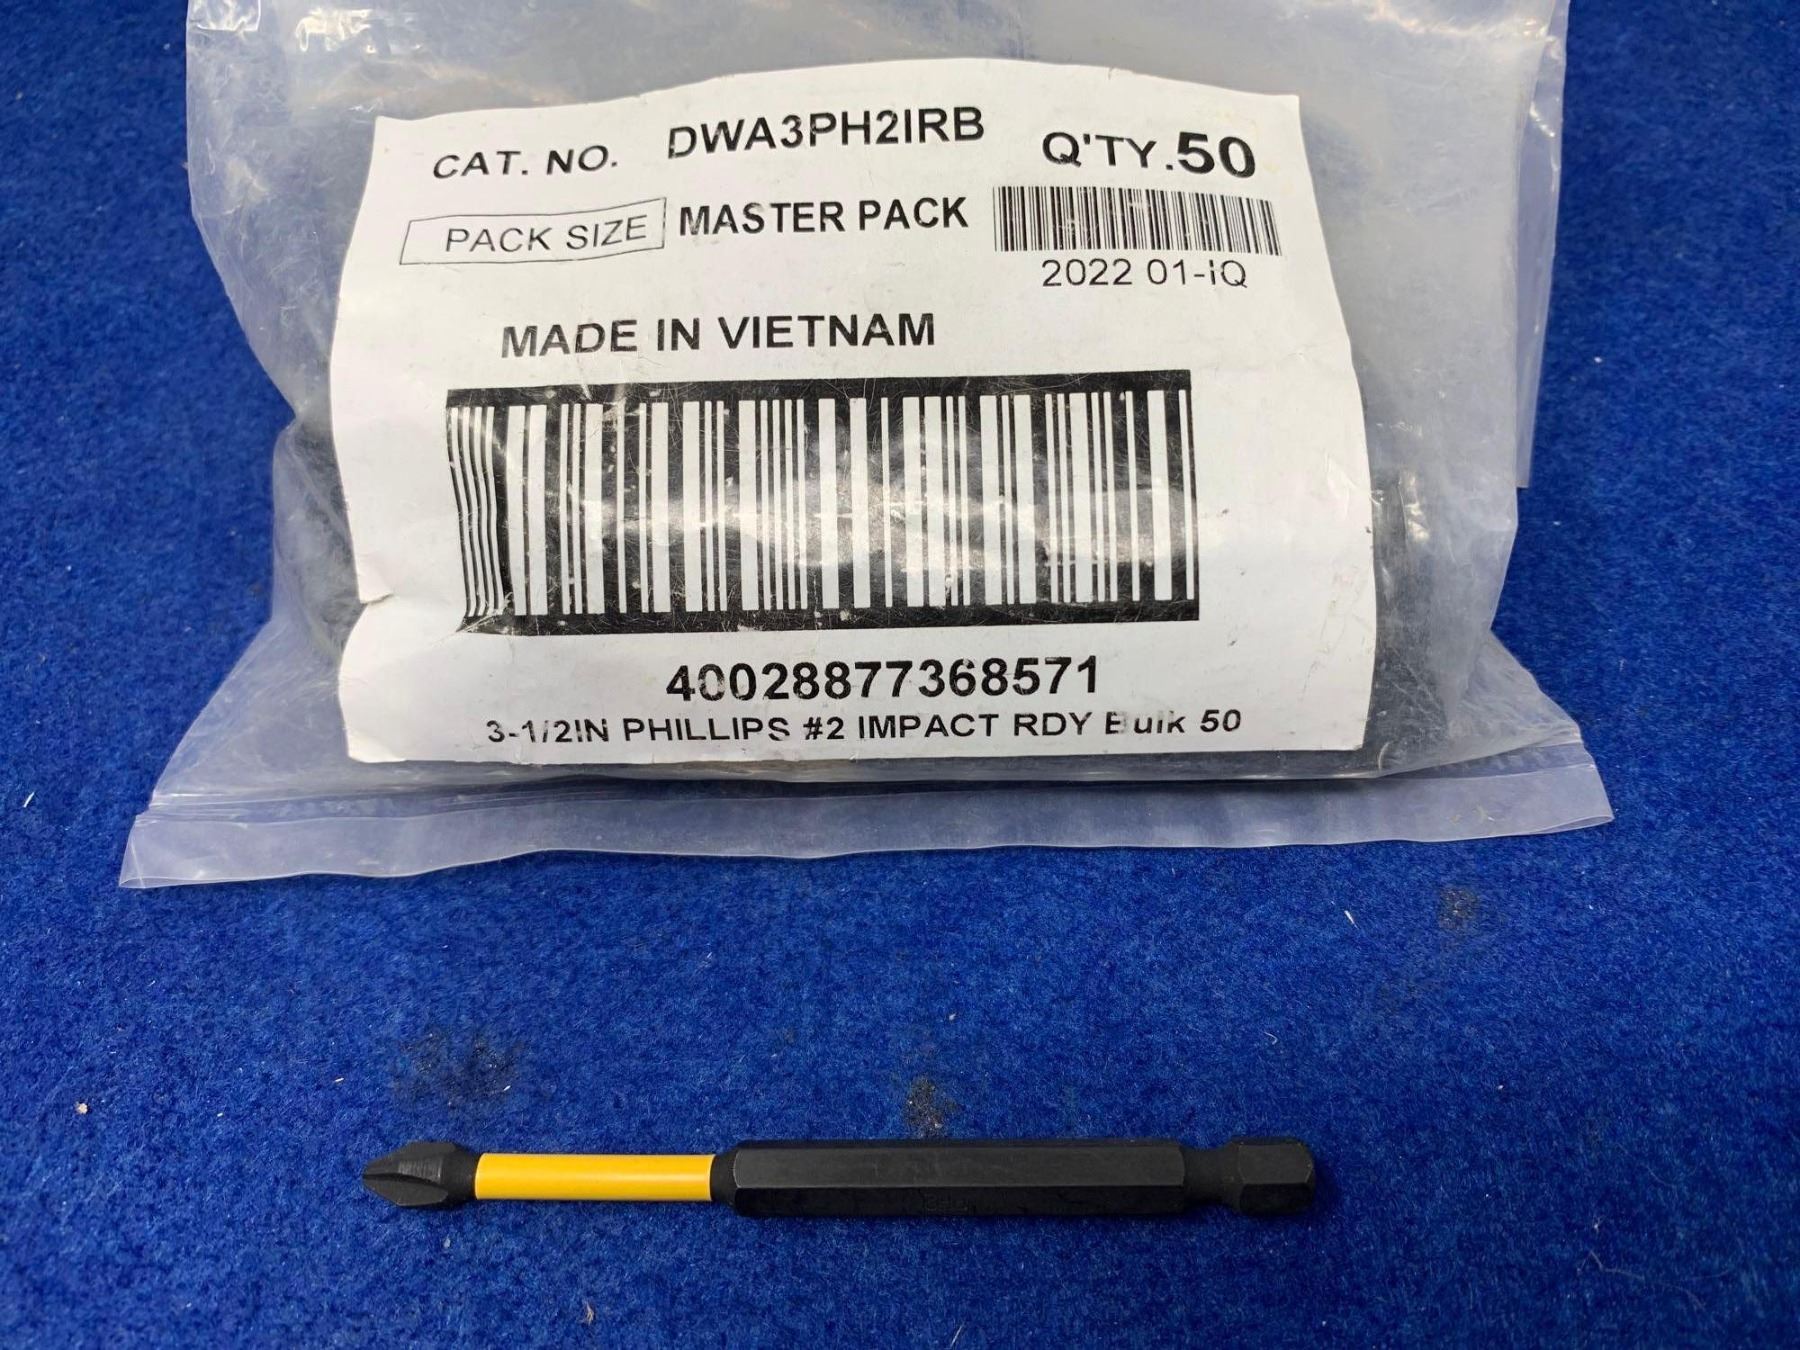 CAT. NO. DWA3PH2IRB Q'TY.50
PACK SIZE MASTER PACK
2022 01-IQ
MADE IN VIETNAM
40028877368571
3-1/2IN PHILLIPS #2 IMPACT RDY Bulk 50